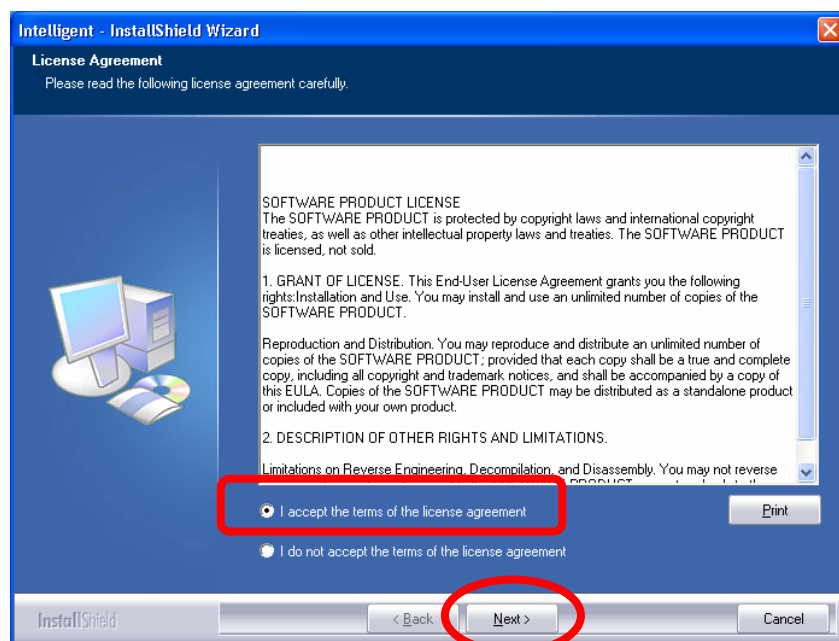 Intelligent - InstallShield Wizard
License Agreement
Please read the following license agreement carefully.
SOFTWARE PRODUCT LICENSE
The SOFTWARE PRODUCT is protected by copyright laws and international copyright
treaties, as well as other intellectual property laws and treaties. The SOFTWARE PRODUCT
is licensed, not sold.
1. GRANT OF LICENSE. This End-User License Agreement grants you the following
rights:Installation and Use. You may install and use an unlimited number of copies of the
SOFTWARE PRODUCT.
Reproduction and Distribution. You may reproduce and distribute an unlimited number of
copies of the SOFTWARE PRODUCT; provided that each copy shall be a true and complete
copy, including all copyright and trademark notices, and shall be accompanied by a copy of
this EULA. Copies of the SOFTWARE PRODUCT may be distributed as a standalone product
or included with your own product.
2. DESCRIPTION OF OTHER RIGHTS AND LIMITATIONS.
Limitations on Reverse Engineering, Decompilation, and Disassembly. You may not reverse
PRODUCT
I accept the terms of the license agreement
Print
I do not accept the terms of the license agreement
InstallShield
< Back
Next >
Cancel